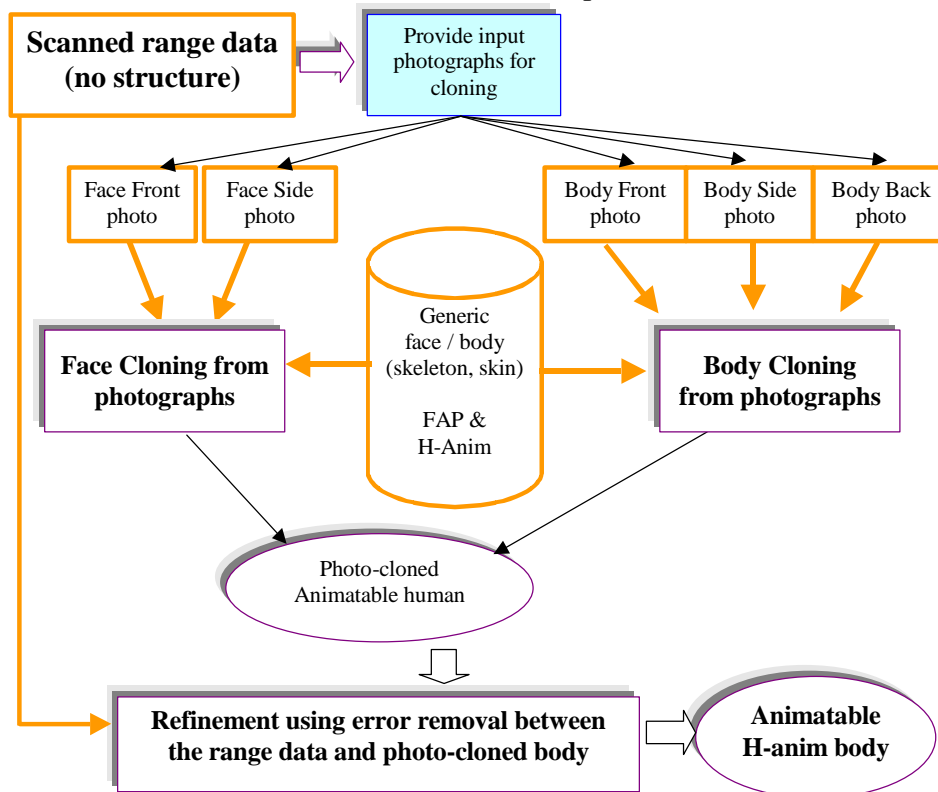 Scanned range data
(no structure)
Provide input
photographs for
cloning
Face Front
photo
Face Side
photo
Body Front
photo
Body Side
photo
Body Back
photo
Generic
face / body
(skeleton, skin)
FAP &
H-Anim
Face Cloning from
photographs
Body Cloning
from photographs
Photo-cloned
Animatable human
Refinement using error removal between
the range data and photo-cloned body
Animatable
H-anim body